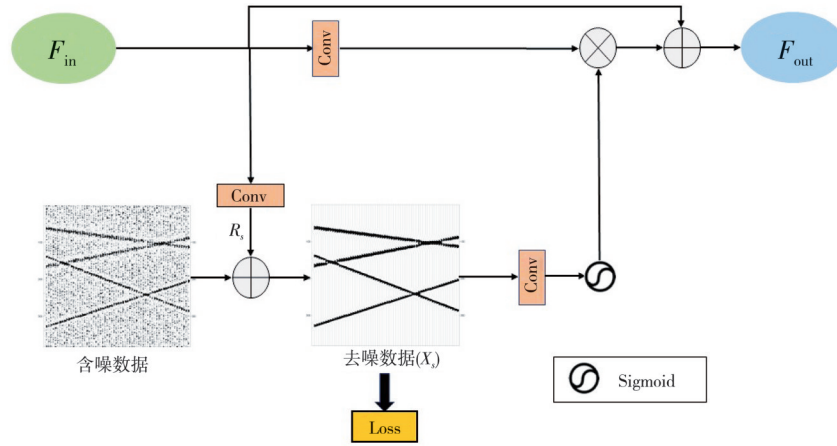 F_in
Conv
F_out
Conv
R_s
Conv
含噪数据
去噪数据(X_s)
Sigmoid
Loss